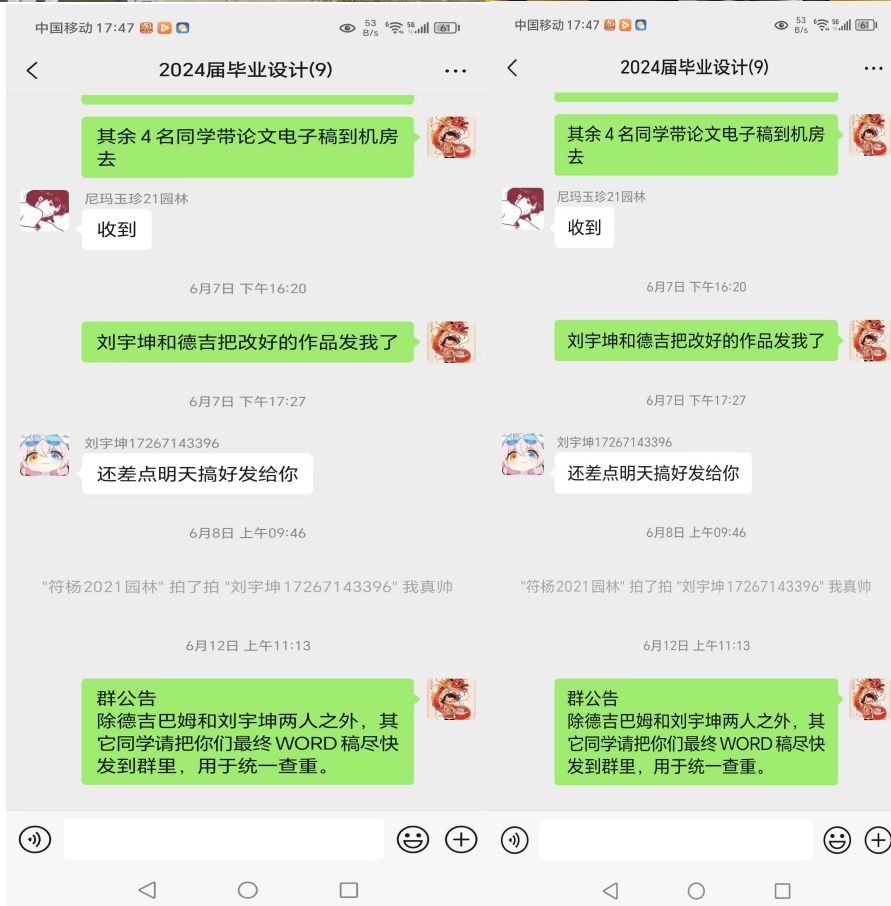 中国移动 17:47
53 B/s
6
56
61
2024届毕业设计(9)
其余4名同学带论文电子稿到机房
去
尼玛玉珍21园林
收到
6月7日 下午16:20
刘宇坤和德吉把改好的作品发我了
6月7日 下午17:27
刘宇坤17267143396
还差点明天搞好发给你
6月8日 上午09:46
"符杨2021园林" 拍了拍 "刘宇坤17267143396" 我真帅
6月12日 上午11:13
群公告
除德吉巴姆和刘宇坤两人之外，其
它同学请把你们最终WORD稿尽快
发到群里，用于统一查重。
中国移动 17:47
53 B/s
6
56
61
2024届毕业设计(9)
其余4名同学带论文电子稿到机房
去
尼玛玉珍21园林
收到
6月7日 下午16:20
刘宇坤和德吉把改好的作品发我了
6月7日 下午17:27
刘宇坤17267143396
还差点明天搞好发给你
6月8日 上午09:46
"符杨2021园林" 拍了拍 "刘宇坤17267143396" 我真帅
6月12日 上午11:13
群公告
除德吉巴姆和刘宇坤两人之外，其
它同学请把你们最终WORD稿尽快
发到群里，用于统一查重。